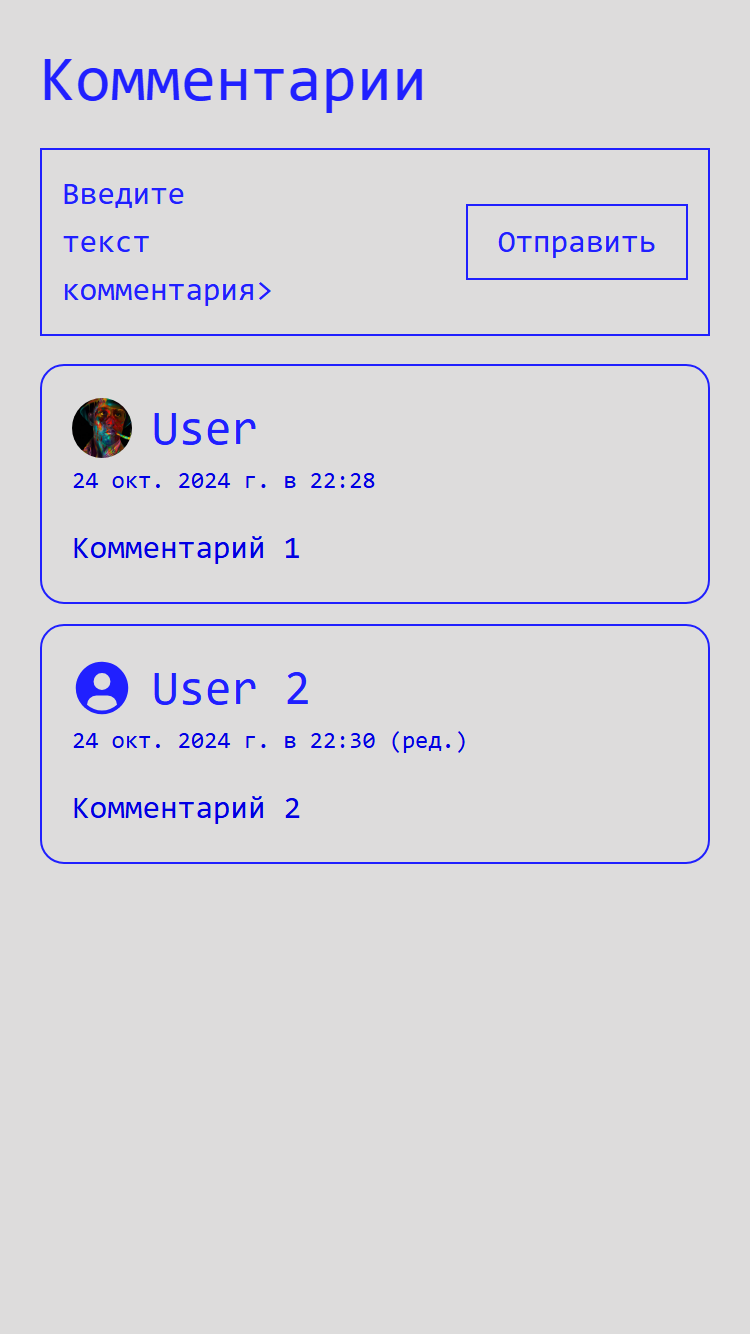 Комментарии
Введите
текст
комментария>
Отправить
User
24 окт. 2024 г. в 22:28
Комментарий 1
User 2
24 окт. 2024 г. в 22:30 (ред.)
Комментарий 2